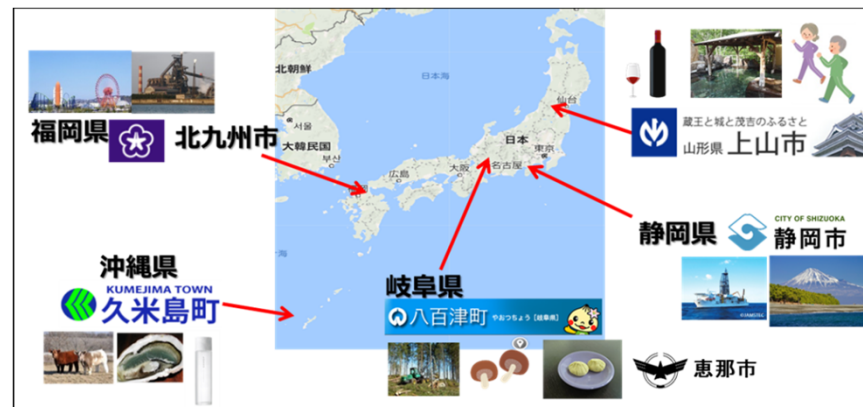 北朝鮮
日本海
ソウル
大韓民国
プサン
広島
大阪
名古屋
東京
日本
仙台
福岡県
北九州市
沖縄県
KUMEJIMA TOWN
久米島町
岐阜県
八百津町 やおつちょう [岐阜県]
恵那市
静岡県
CITY OF SHIZUOKA
静岡市
蔵王と城と茂吉のふるさと
山形県 上山市